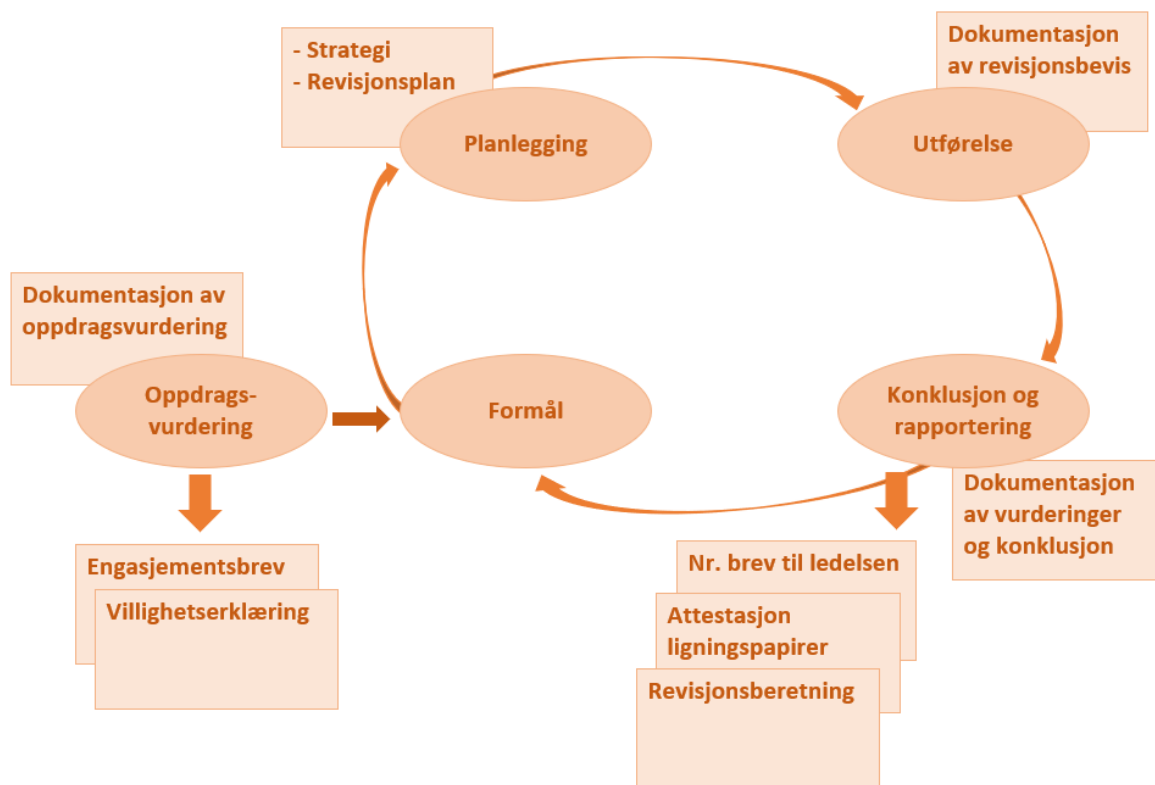 - Strategi
- Revisjonsplan
Planlegging
Dokumentasjon
av revisjonsbevis
Utførelse
Dokumentasjon av
oppdragsvurdering
Oppdrags-
vurdering
Formål
Konklusjon og
rapportering
Dokumentasjon
av vurderinger
og konklusjon
Engasjementsbrev
Villighetserklæring
Nr. brev til ledelsen
Attestasjon
ligningspapirer
Revisjonsberetning